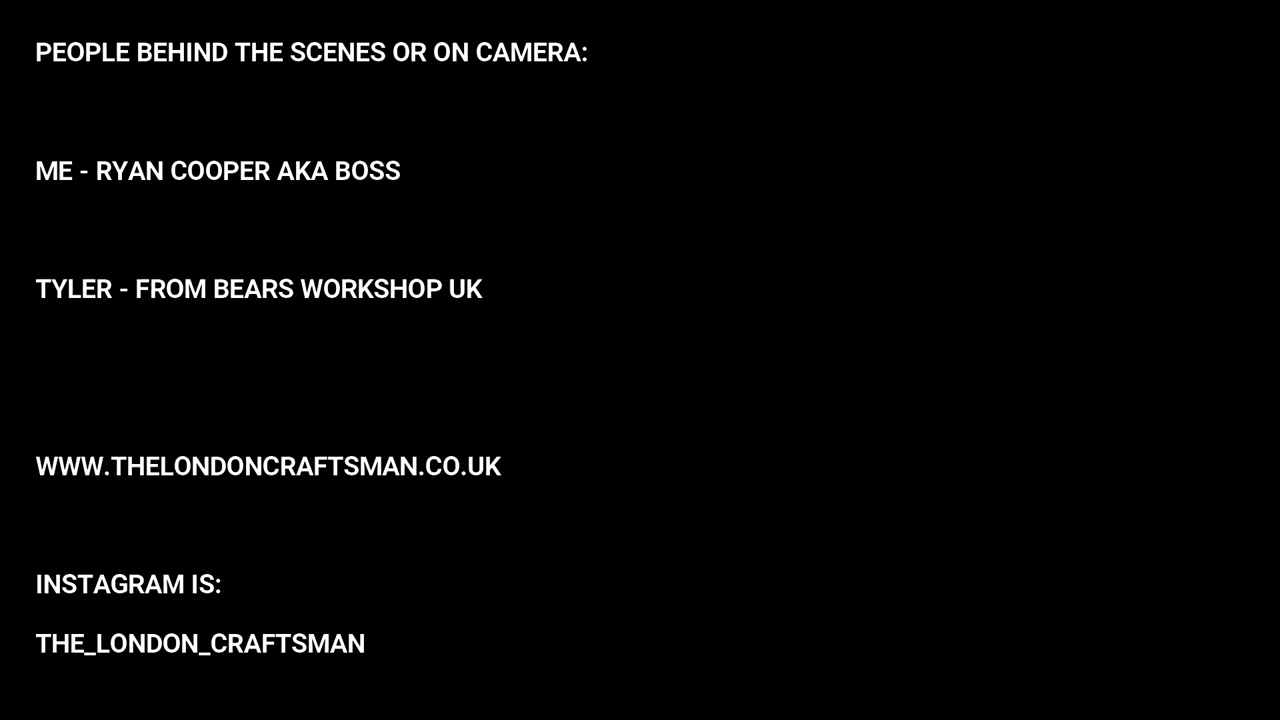 PEOPLE BEHIND THE SCENES OR ON CAMERA:
ME - RYAN COOPER AKA BOSS
TYLER - FROM BEARS WORKSHOP UK
WWW.THELONDONCRAFTSMAN.CO.UK
INSTAGRAM IS:
THE_LONDON_CRAFTSMAN